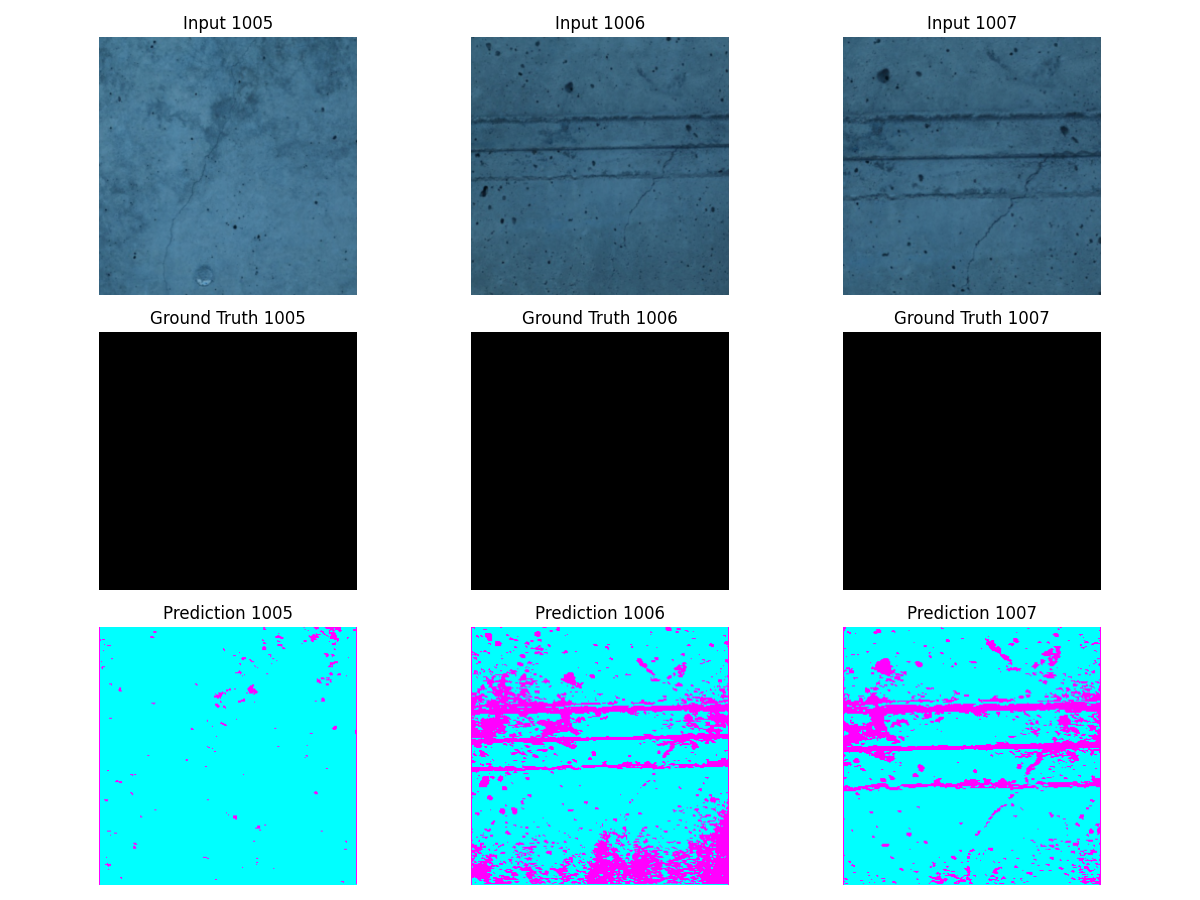 Input 1005
Input 1006
Input 1007
Ground Truth 1005
Ground Truth 1006
Ground Truth 1007
Prediction 1005
Prediction 1006
Prediction 1007